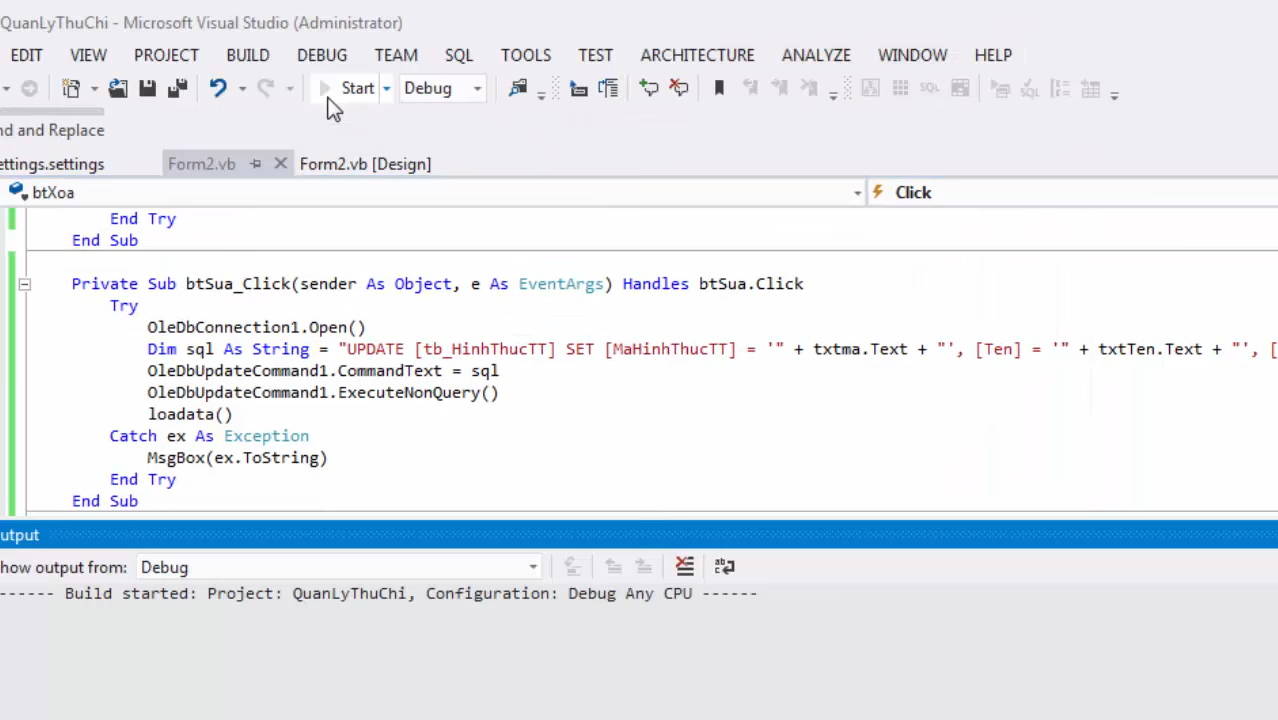 QuanLyThuChi - Microsoft Visual Studio (Administrator)
EDIT VIEW PROJECT BUILD DEBUG TEAM SQL TOOLS TEST ARCHITECTURE ANALYZE WINDOW HELP
Start Debug SQL
nd and Replace
ettings.settings Form2.vb Form2.vb [Design]
btXoa Click
End Try
End Sub
Private Sub btSua_Click(sender As Object, e As EventArgs) Handles btSua.Click
Try
OleDbConnection1.Open()
Dim sql As String = "UPDATE [tb_HinhThucTT] SET [MaHinhThucTT] = '" + txtma.Text + "', [Ten] = '" + txtTen.Text + "', [
OleDbUpdateCommand1.CommandText = sql
OleDbUpdateCommand1.ExecuteNonQuery()
loadata()
Catch ex As Exception
MsgBox(ex.ToString)
End Try
End Sub
utput
how output from: Debug
------ Build started: Project: QuanLyThuChi, Configuration: Debug Any CPU ------